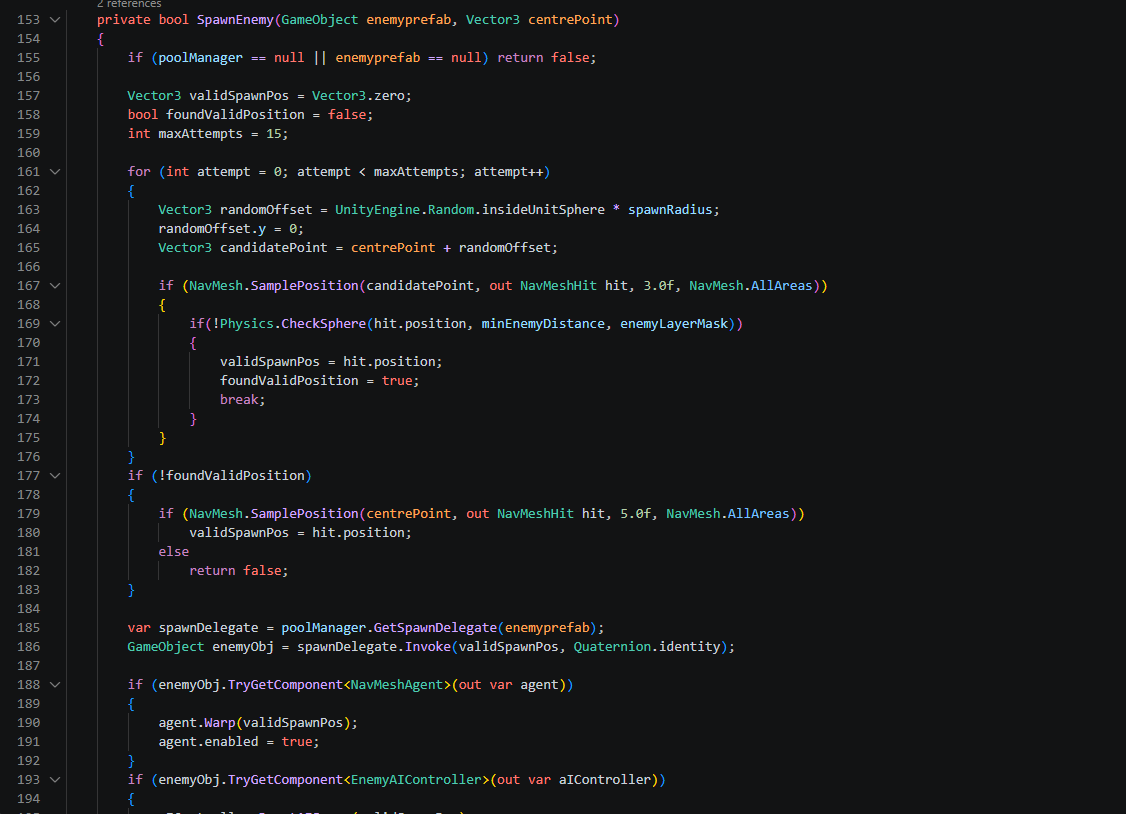 2 references
153 private bool SpawnEnemy(GameObject enemyprefab, Vector3 centrePoint)
154 {
155 if (poolManager == null || enemyprefab == null) return false;
156
157 Vector3 validSpawnPos = Vector3.zero;
158 bool foundValidPosition = false;
159 int maxAttempts = 15;
160
161 for (int attempt = 0; attempt < maxAttempts; attempt++)
162 {
163 Vector3 randomOffset = UnityEngine.Random.insideUnitSphere * spawnRadius;
164 randomOffset.y = 0;
165 Vector3 candidatePoint = centrePoint + randomOffset;
166
167 if (NavMesh.SamplePosition(candidatePoint, out NavMeshHit hit, 3.0f, NavMesh.AllAreas))
168 {
169 if(!Physics.CheckSphere(hit.position, minEnemyDistance, enemyLayerMask))
170 {
171 validSpawnPos = hit.position;
172 foundValidPosition = true;
173 break;
174 }
175 }
176 }
177 if (!foundValidPosition)
178 {
179 if (NavMesh.SamplePosition(centrePoint, out NavMeshHit hit, 5.0f, NavMesh.AllAreas))
180 validSpawnPos = hit.position;
181 else
182 return false;
183 }
184
185 var spawnDelegate = poolManager.GetSpawnDelegate(enemyprefab);
186 GameObject enemyObj = spawnDelegate.Invoke(validSpawnPos, Quaternion.identity);
187
188 if (enemyObj.TryGetComponent<NavMeshAgent>(out var agent))
189 {
190 agent.Warp(validSpawnPos);
191 agent.enabled = true;
192 }
193 if (enemyObj.TryGetComponent<EnemyAIController>(out var aIController))
194 {